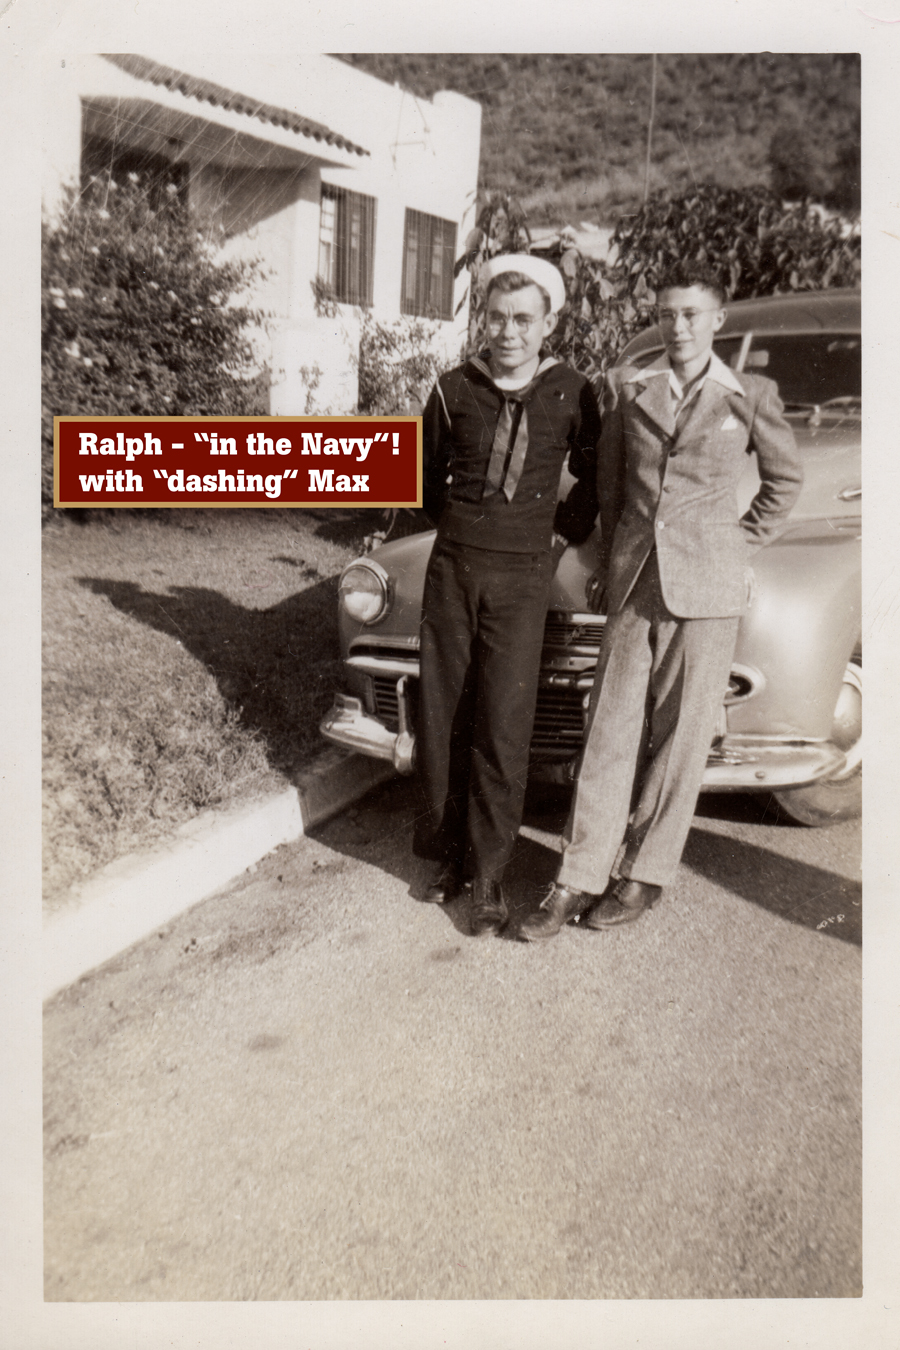 Ralph – “in the Navy”!
with “dashing” Max